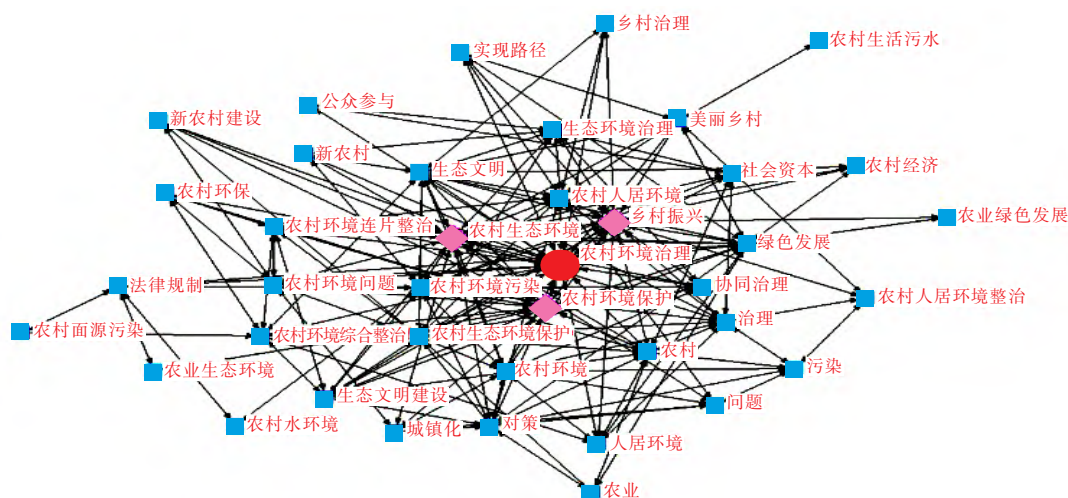 乡村治理
农村生活污水
实现路径
公众参与
新农村建设
美丽乡村
生态环境治理
新农村
生态文明
社会资本
农村经济
农村环保
农村人居环境
乡村振兴
农业绿色发展
农村环境连片整治
农村生态环境
绿色发展
农村环境治理
法律规制
农村环境问题
农村环境污染
农村环境保护
协同治理
农村人居环境整治
农村面源污染
农村环境综合整治
农村生态环境保护
治理
农村
农业生态环境
农村环境
污染
生态文明建设
问题
农村水环境
城镇化
对策
人居环境
农业